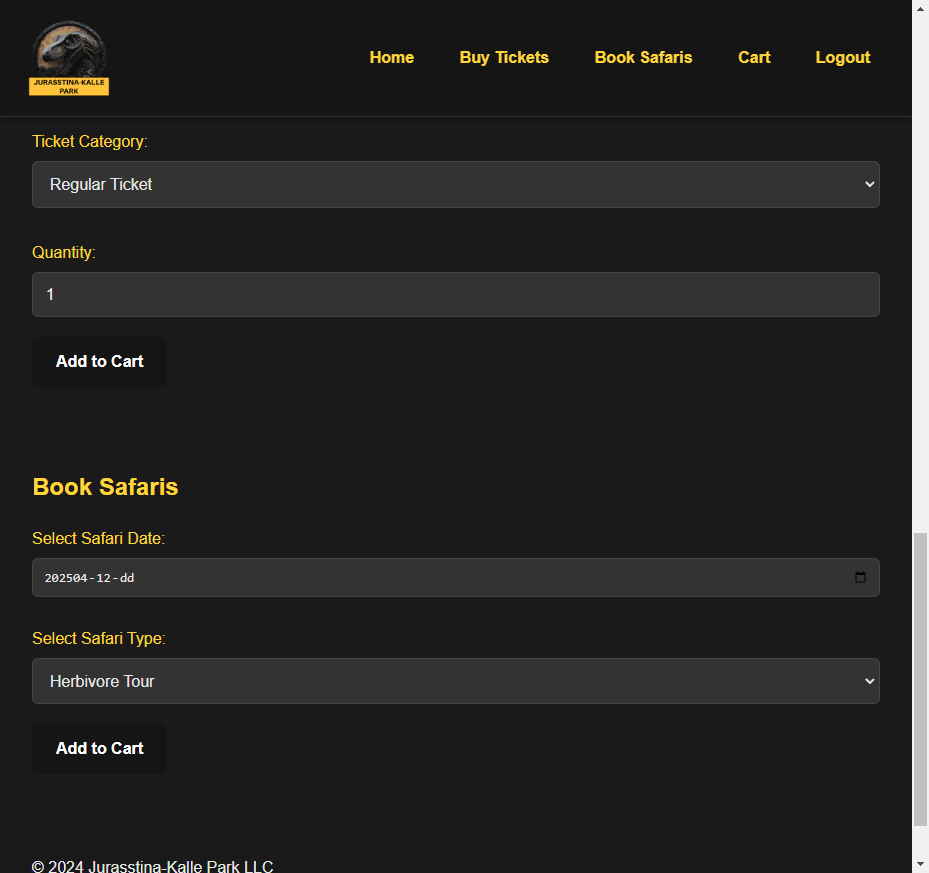 JURASSTINA-KALLE
PARK
Home Buy Tickets Book Safaris Cart Logout
Ticket Category:
Regular Ticket
Quantity:
1
Add to Cart
Book Safaris
Select Safari Date:
202504-12-dd
Select Safari Type:
Herbivore Tour
Add to Cart
© 2024 Jurasstina-Kalle Park LLC